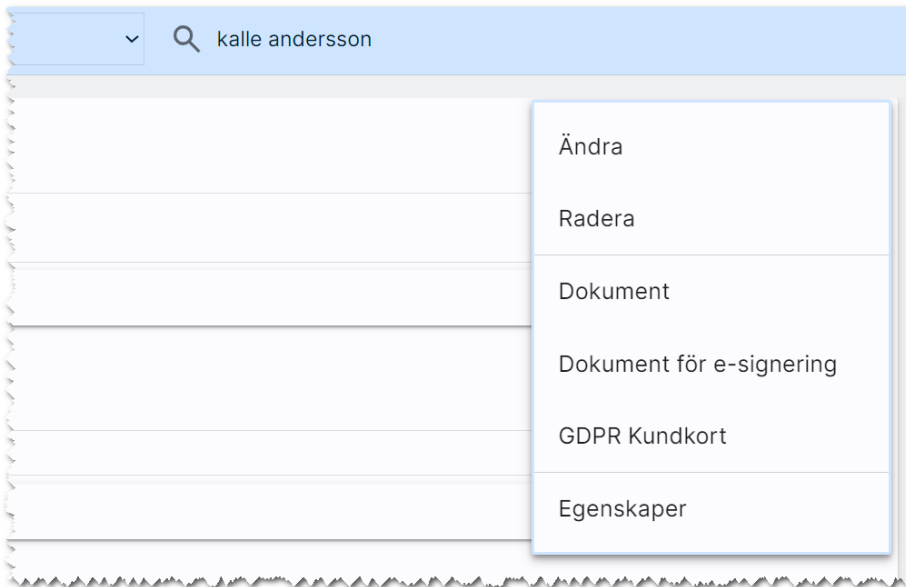 kalle andersson
Ändra
Radera
Dokument
Dokument för e-signering
GDPR Kundkort
Egenskaper